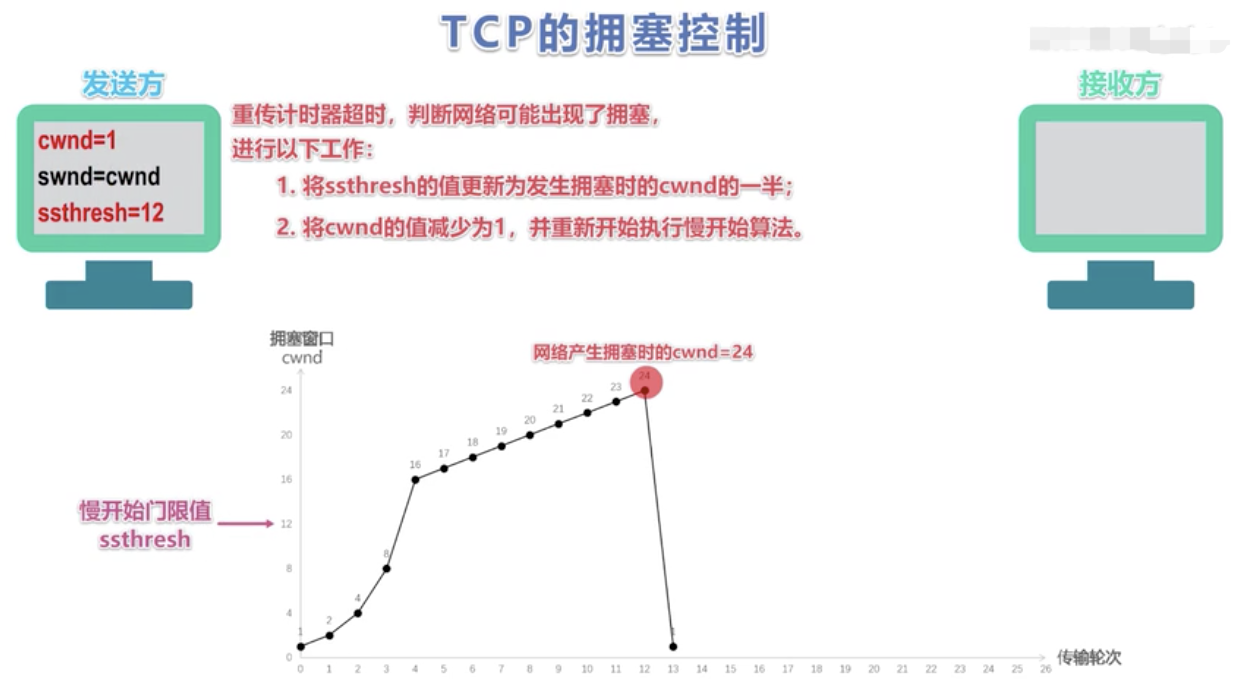 TCP的拥塞控制
发送方
接收方
cwnd=1
swnd=cwnd
ssthresh=12
重传计时器超时，判断网络可能出现了拥塞，
进行以下工作：
1. 将ssthresh的值更新为发生拥塞时的cwnd的一半；
2. 将cwnd的值减少为1，并重新开始执行慢开始算法。
拥塞窗口
cwnd
网络产生拥塞时的cwnd=24
24
20
16
12
8
4
0
慢开始门限值
ssthresh
1
2
4
8
16
17
18
19
20
21
22
23
24
1
0 1 2 3 4 5 6 7 8 9 10 11 12 13 14 15 16 17 18 19 20 21 22 23 24 25 26
传输轮次